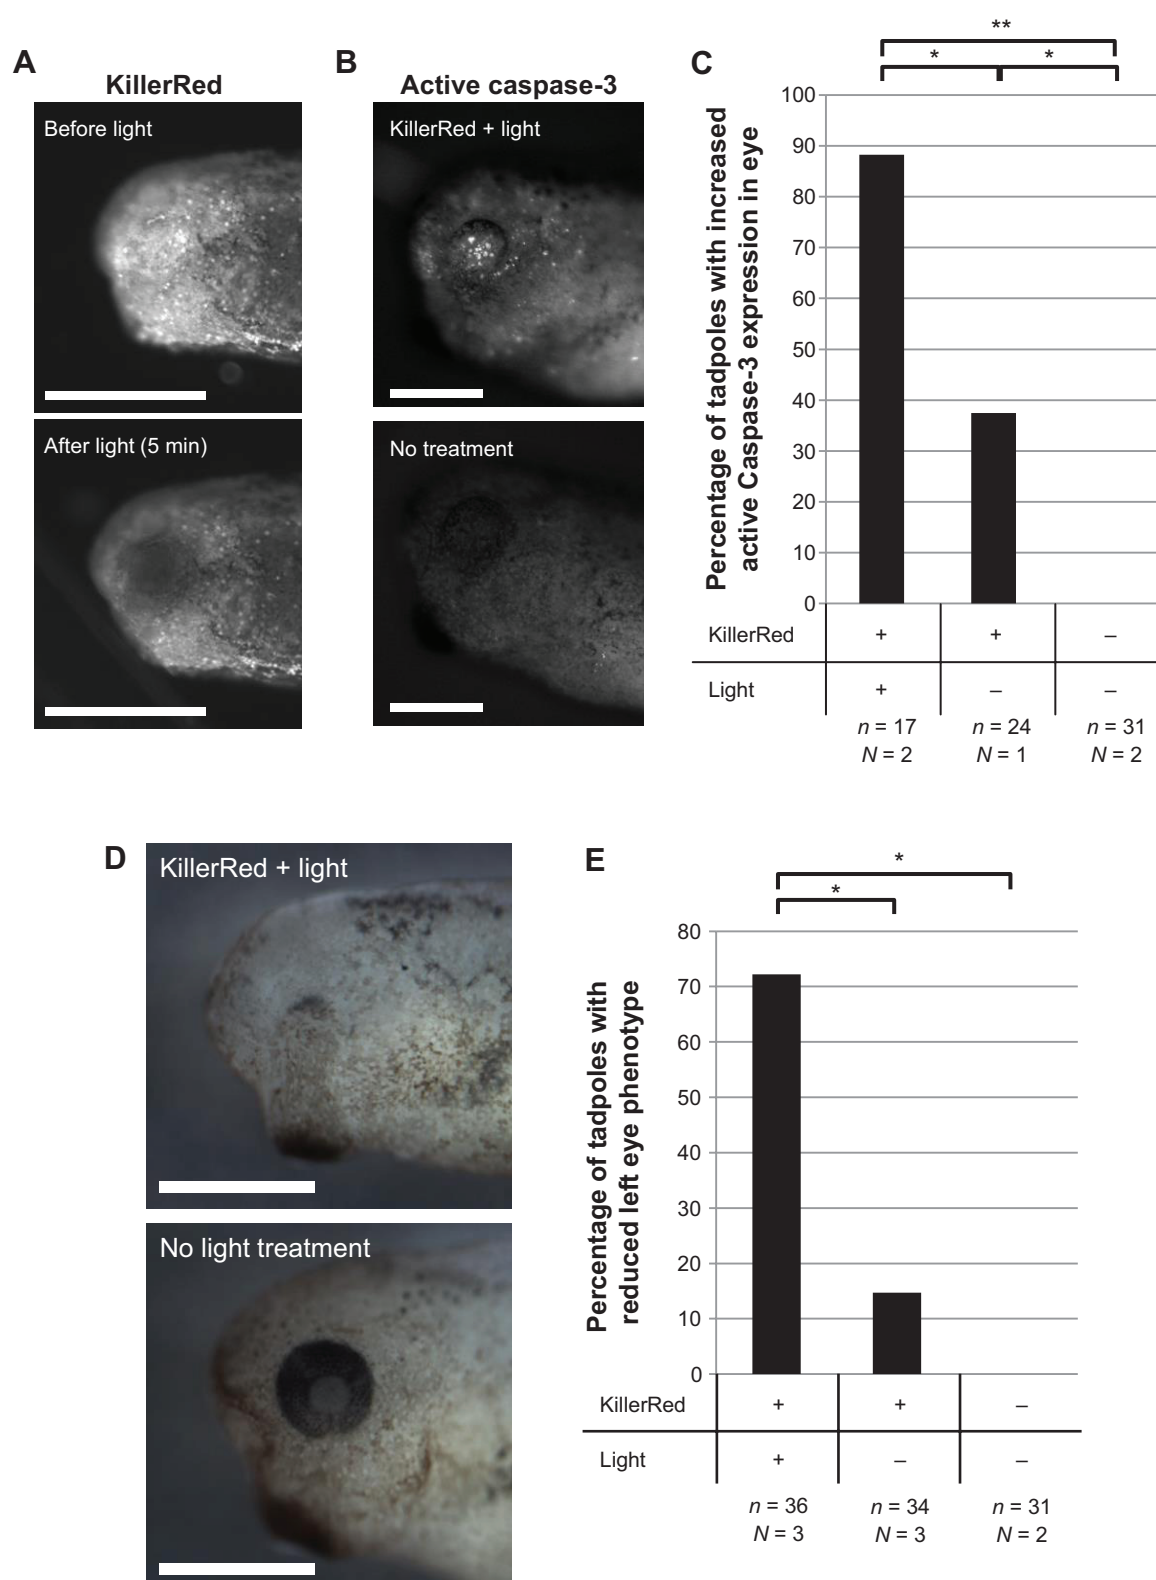 A
KillerRed
Before light
After light (5 min)
B
Active caspase-3
KillerRed + light
No treatment
C
**
* *
Percentage of tadpoles with increased
active Caspase-3 expression in eye
100
90
80
70
60
50
40
30
20
10
0
KillerRed + + –
Light + – –
n = 17 n = 24 n = 31
N = 2 N = 1 N = 2
D
KillerRed + light
No light treatment
E
*
*
Percentage of tadpoles with
reduced left eye phenotype
80
70
60
50
40
30
20
10
0
KillerRed + + –
Light + – –
n = 36 n = 34 n = 31
N = 3 N = 3 N = 2